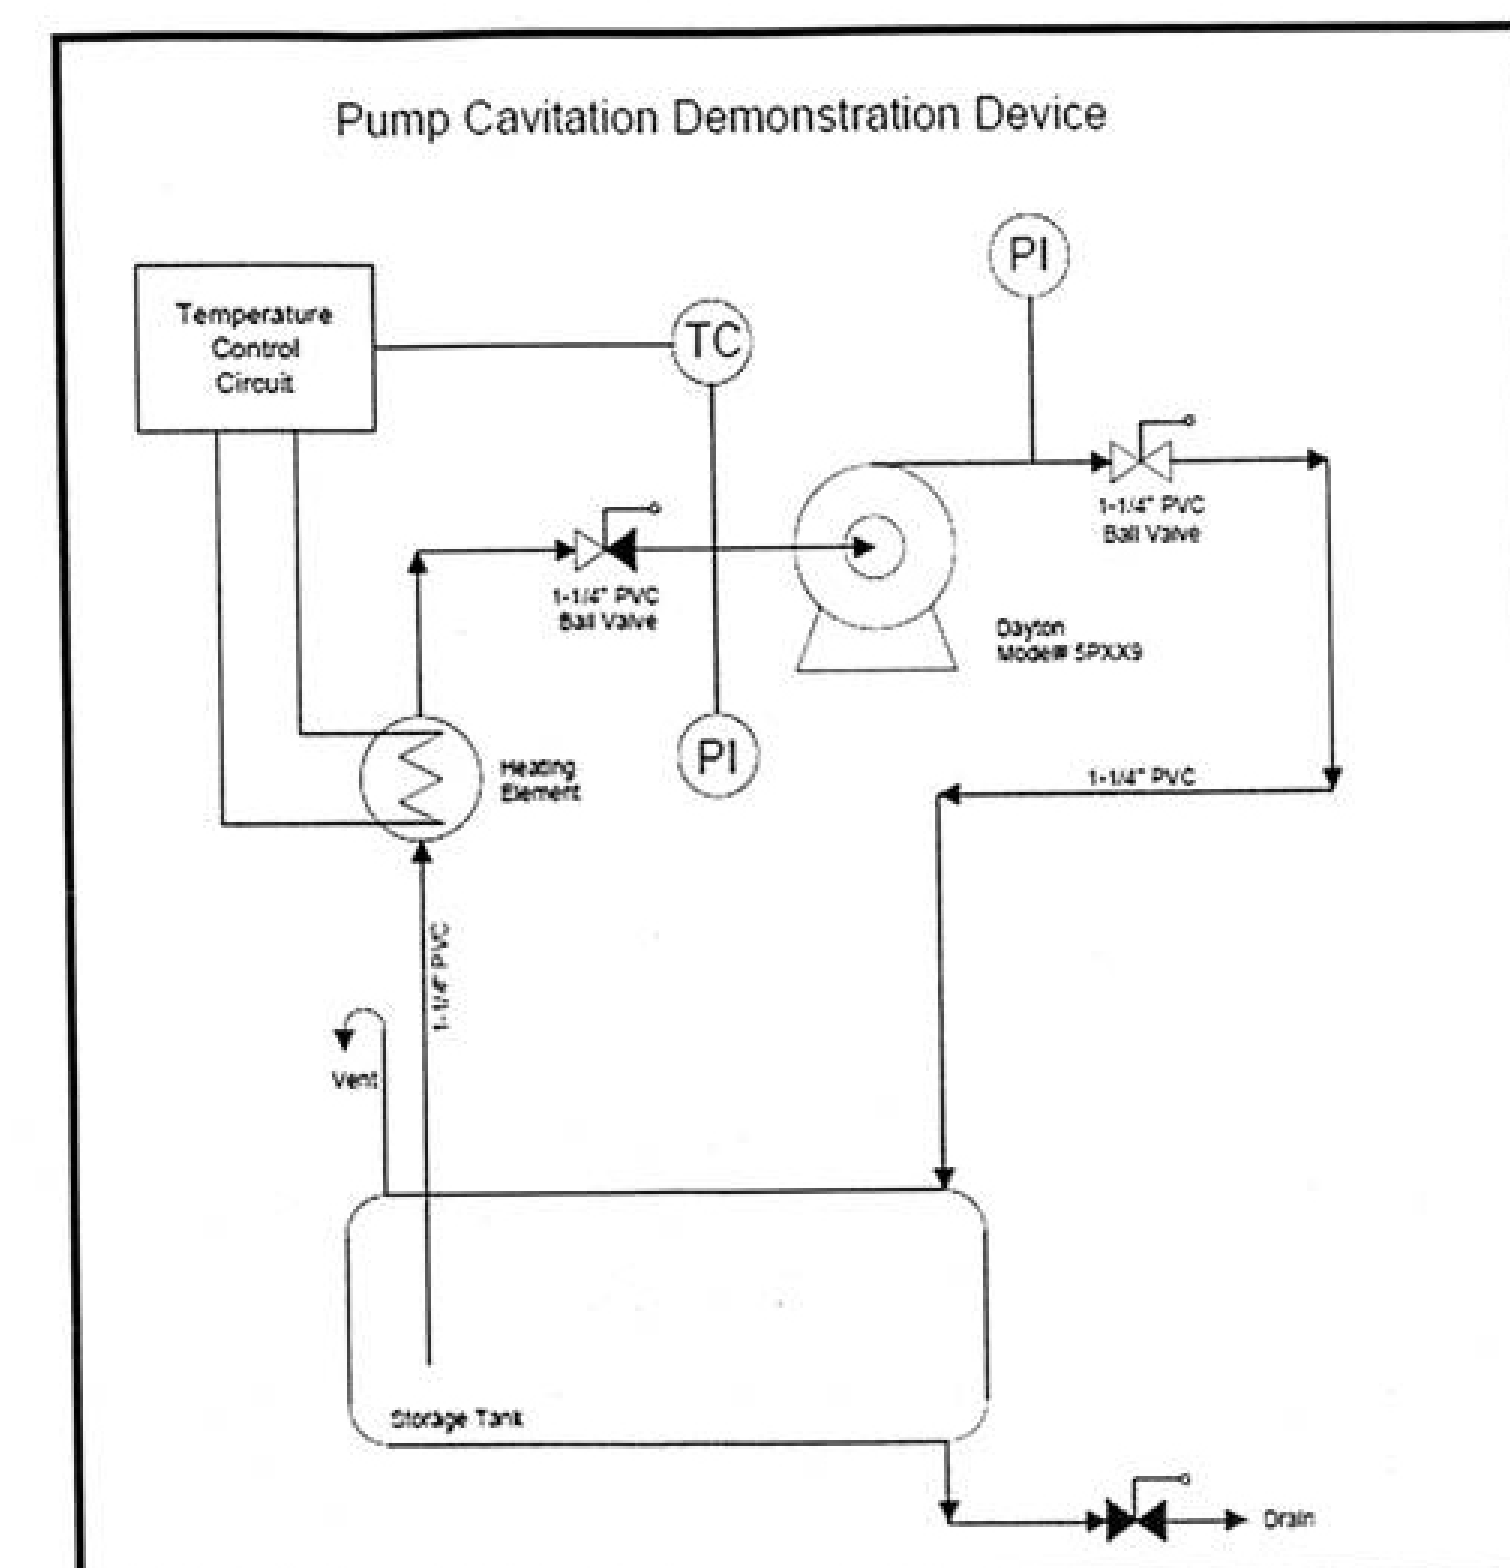 Pump Cavitation Demonstration Device
PI
Temperature
Control
Circuit
TC
1-1/4" PVC
Ball Valve
1-1/4" PVC
Ball Valve
Dayton
Model# 5PXX9
PI
Heating
Element
1-1/4" PVC
1-1/4" PVC
Vent
Storage Tank
Drain